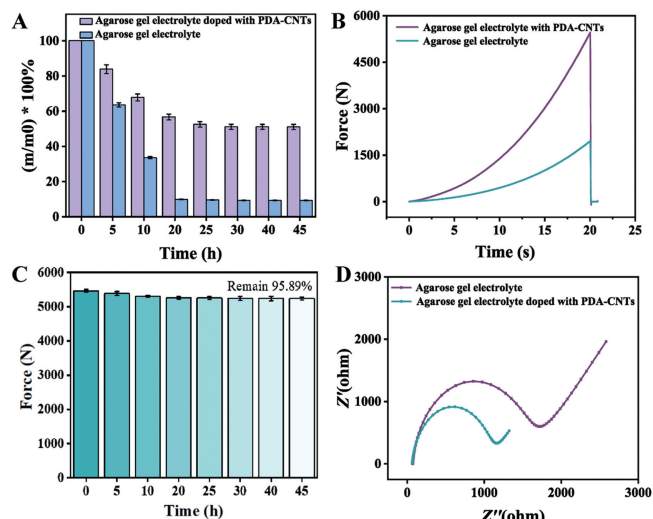 A
Agarose gel electrolyte doped with PDA-CNTs
Agarose gel electrolyte
(m/m0) * 100%
100
80
60
40
20
0
0 5 10 20 25 30 40 45
Time (h)
B
Agarose gel electrolyte with PDA-CNTs
Agarose gel electrolyte
Force (N)
6000
4500
3000
1500
0
0 5 10 15 20 25
Time (s)
C
Remain 95.89%
Force (N)
6000
5000
4000
3000
2000
1000
0
0 5 10 20 25 30 40 45
Time (h)
D
Agarose gel electrolyte
Agarose gel electrolyte doped with PDA-CNTs
Z'(ohm)
3000
2000
1000
0
0 1000 2000 3000
Z''(ohm)